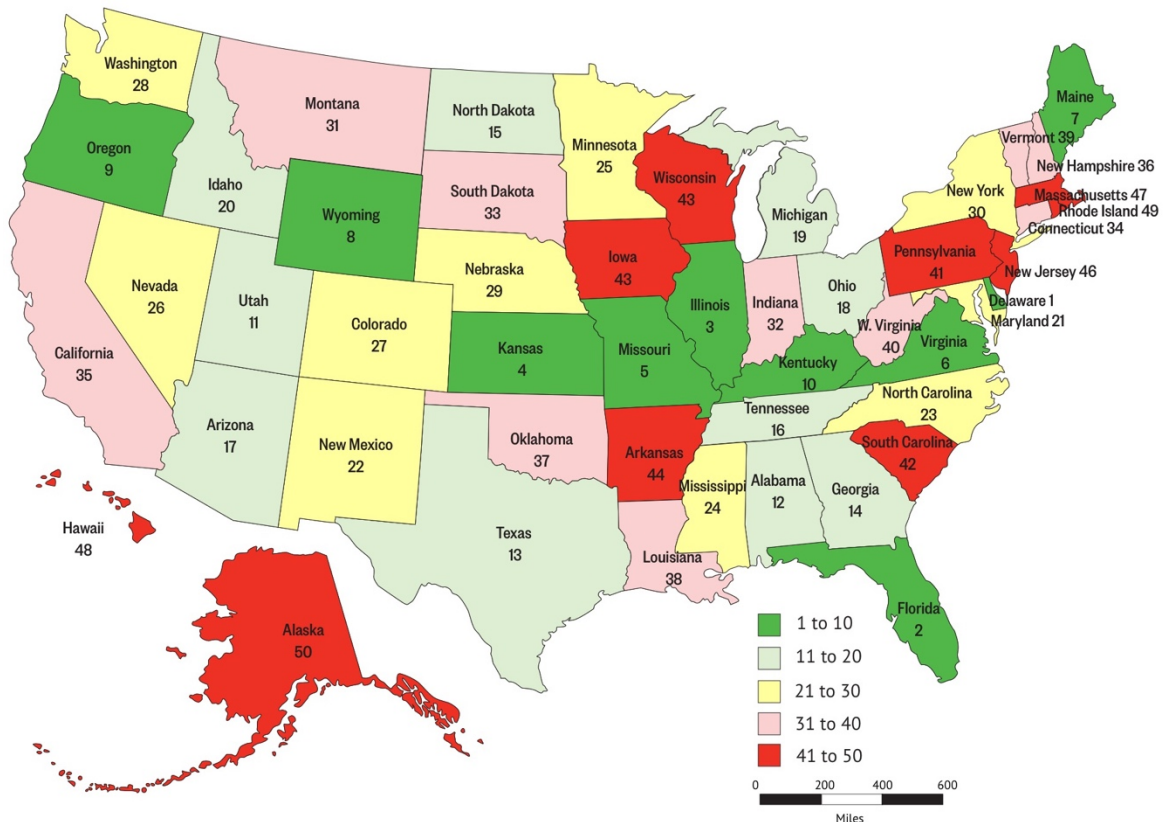 Washington
28
Montana
31
North Dakota
15
Minnesota
25
Maine
7
Vermont 39
New Hampshire 36
Oregon
9
Idaho
20
Wyoming
8
South Dakota
33
Wisconsin
43
Michigan
19
New York
30
Massachusetts 47
Rhode Island 49
Connecticut 34
Nevada
26
Utah
11
Colorado
27
Nebraska
29
Iowa
43
Illinois
3
Indiana
32
Ohio
18
Pennsylvania
41
New Jersey 46
Delaware 1
Maryland 21
California
35
Kansas
4
Missouri
5
Kentucky
10
W. Virginia
40
Virginia
6
Arizona
17
New Mexico
22
Oklahoma
37
Arkansas
44
Tennessee
16
North Carolina
23
South Carolina
42
Hawaii
48
Texas
13
Louisiana
38
Mississippi
24
Alabama
12
Georgia
14
Florida
2
Alaska
50
1 to 10
11 to 20
21 to 30
31 to 40
41 to 50
0 200 400 600
Miles